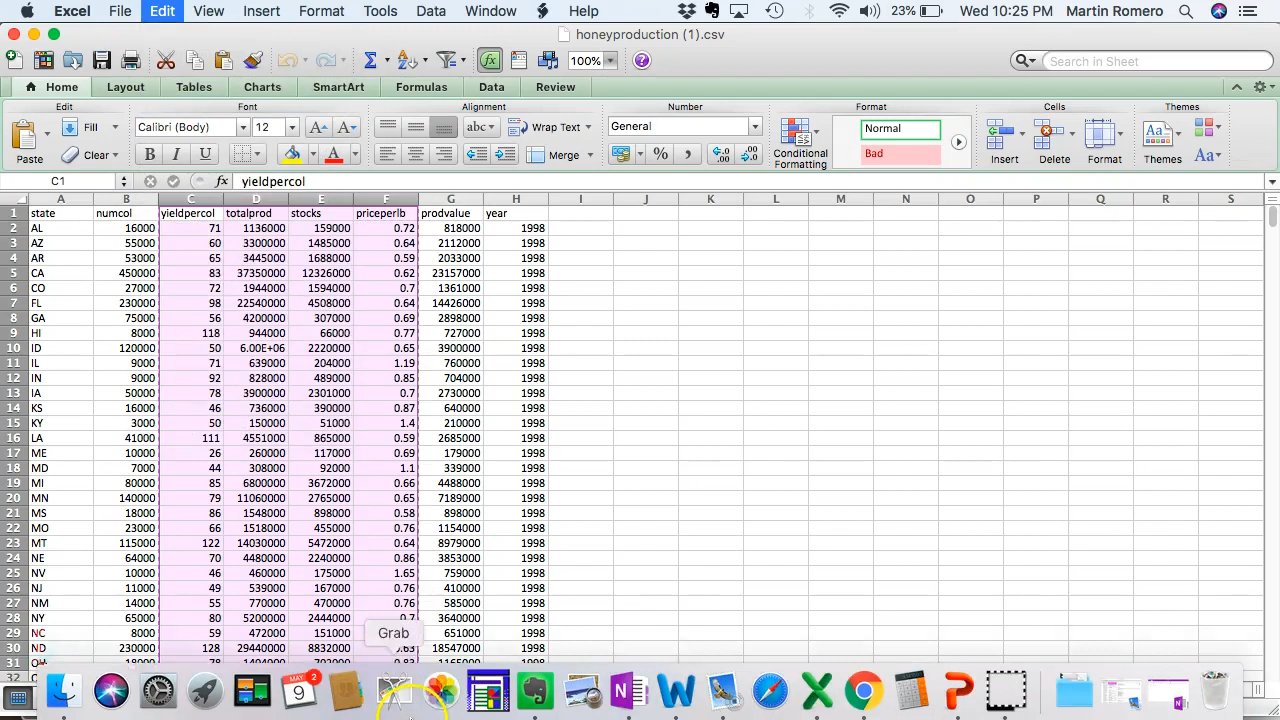 Excel File Edit View Insert Format Tools Data Window Help 23% Wed 10:25 PM Martin Romero
honeyproduction (1).csv
100% Search in Sheet
Home Layout Tables Charts SmartArt Formulas Data Review
Edit Font Alignment Number Format Cells Themes
Fill Calibri (Body) 12 abc Wrap Text General Normal
Paste Clear B I U A Merge % Conditional Formatting Bad Insert Delete Format Themes Aa
C1 fx yieldpercol
A B C D E F G H I J K L M N O P Q R S
1 state numcol yieldpercol totalprod stocks priceperlb prodvalue year
2 AL 16000 71 1136000 159000 0.72 818000 1998
3 AZ 55000 60 3300000 1485000 0.64 2112000 1998
4 AR 53000 65 3445000 1688000 0.59 2033000 1998
5 CA 450000 83 37350000 12326000 0.62 23157000 1998
6 CO 27000 72 1944000 1594000 0.7 1361000 1998
7 FL 230000 98 22540000 4508000 0.64 14426000 1998
8 GA 75000 56 4200000 307000 0.69 2898000 1998
9 HI 8000 118 944000 66000 0.77 727000 1998
10 ID 120000 50 6.00E+06 2220000 0.65 3900000 1998
11 IL 9000 71 639000 204000 1.19 760000 1998
12 IN 9000 92 828000 489000 0.85 704000 1998
13 IA 50000 78 3900000 2301000 0.7 2730000 1998
14 KS 16000 46 736000 390000 0.87 640000 1998
15 KY 3000 50 150000 51000 1.4 210000 1998
16 LA 41000 111 4551000 865000 0.59 2685000 1998
17 ME 10000 26 260000 117000 0.69 179000 1998
18 MD 7000 44 308000 92000 1.1 339000 1998
19 MI 80000 85 6800000 3672000 0.66 4488000 1998
20 MN 140000 79 11060000 2765000 0.65 7189000 1998
21 MS 18000 86 1548000 898000 0.58 898000 1998
22 MO 23000 66 1518000 455000 0.76 1154000 1998
23 MT 115000 122 14030000 5472000 0.64 8979000 1998
24 NE 64000 70 4480000 2240000 0.86 3853000 1998
25 NV 10000 46 460000 175000 1.65 759000 1998
26 NJ 11000 49 539000 167000 0.76 410000 1998
27 NM 14000 55 770000 470000 0.76 585000 1998
28 NY 65000 80 5200000 2444000 0.7 3640000 1998
29 NC 8000 59 472000 151000 651000 1998
Grab
30 ND 230000 128 29440000 8832000 0.63 18547000 1998
31 OH 1998
32
MAY 9 2